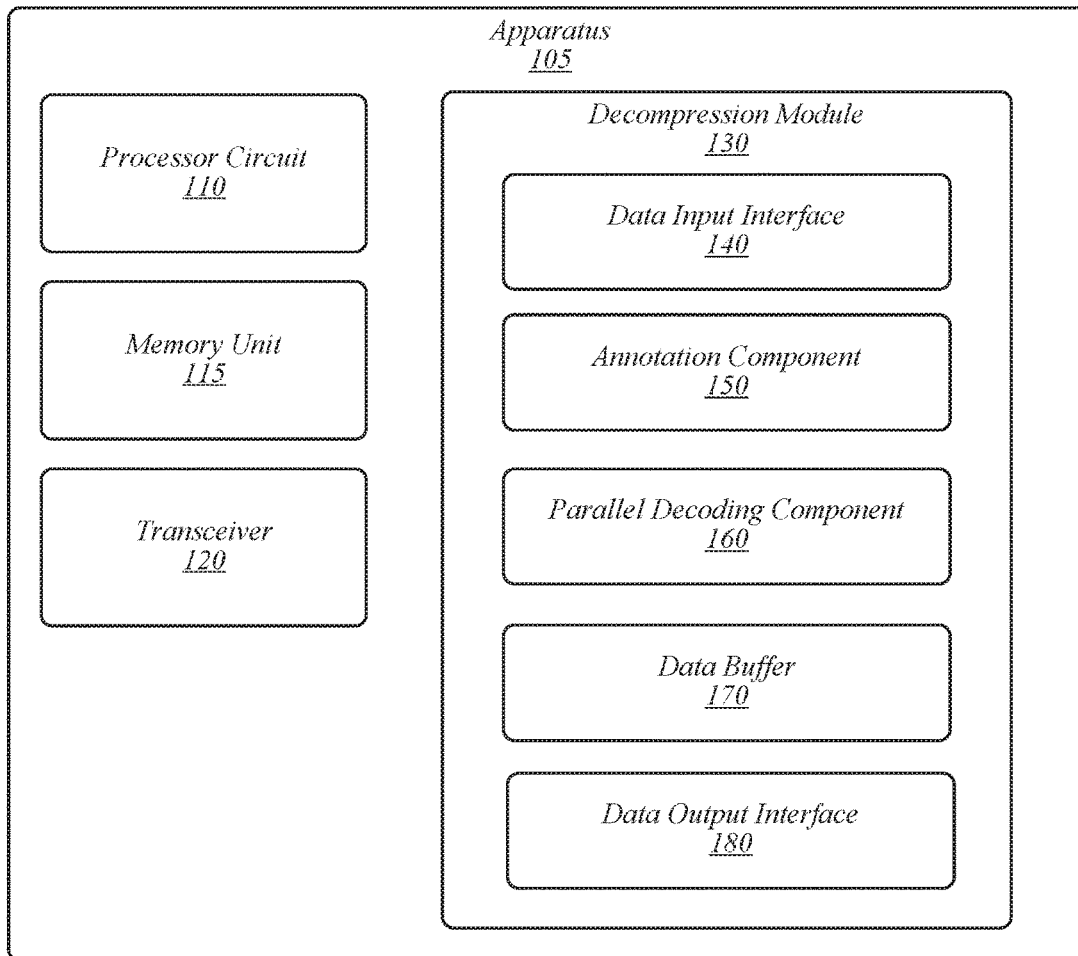 Apparatus
105
Processor Circuit
110
Memory Unit
115
Transceiver
120
Decompression Module
130
Data Input Interface
140
Annotation Component
150
Parallel Decoding Component
160
Data Buffer
170
Data Output Interface
180